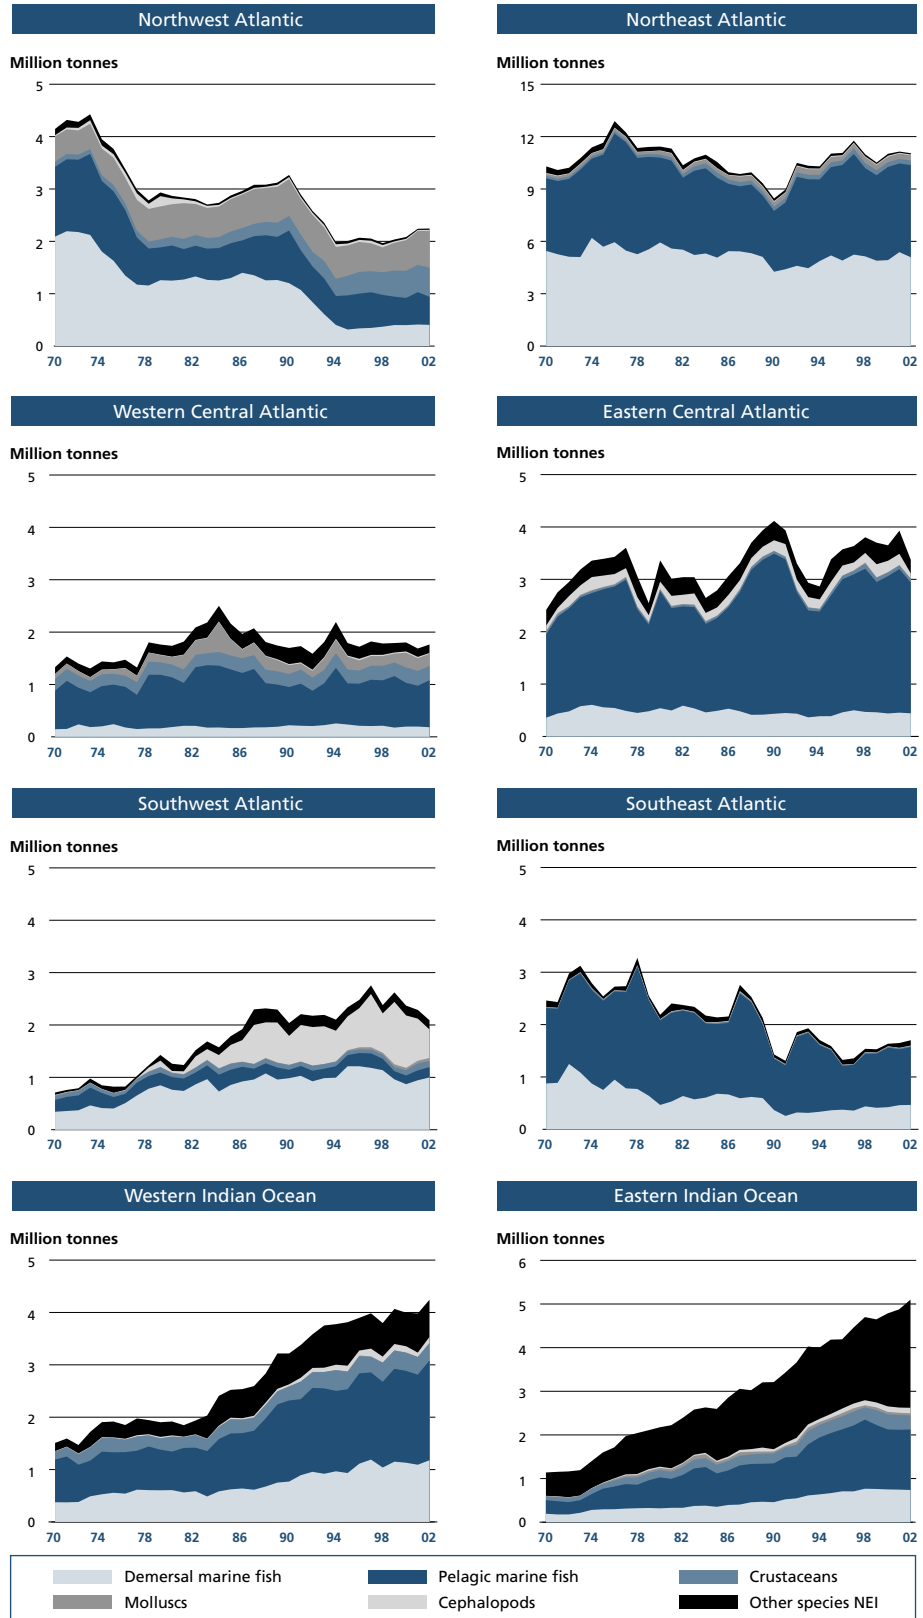 Northwest Atlantic
Million tonnes
5
4
3
2
1
0
70 74 78 82 86 90 94 98 02
Northeast Atlantic
Million tonnes
15
12
9
6
3
0
70 74 78 82 86 90 94 98 02
Western Central Atlantic
Million tonnes
5
4
3
2
1
0
70 74 78 82 86 90 94 98 02
Eastern Central Atlantic
Million tonnes
5
4
3
2
1
0
70 74 78 82 86 90 94 98 02
Southwest Atlantic
Million tonnes
5
4
3
2
1
0
70 74 78 82 86 90 94 98 02
Southeast Atlantic
Million tonnes
5
4
3
2
1
0
70 74 78 82 86 90 94 98 02
Western Indian Ocean
Million tonnes
5
4
3
2
1
0
70 74 78 82 86 90 94 98 02
Eastern Indian Ocean
Million tonnes
6
5
4
3
2
1
0
70 74 78 82 86 90 94 98 02
Demersal marine fish Pelagic marine fish Crustaceans
Molluscs Cephalopods Other species NEI